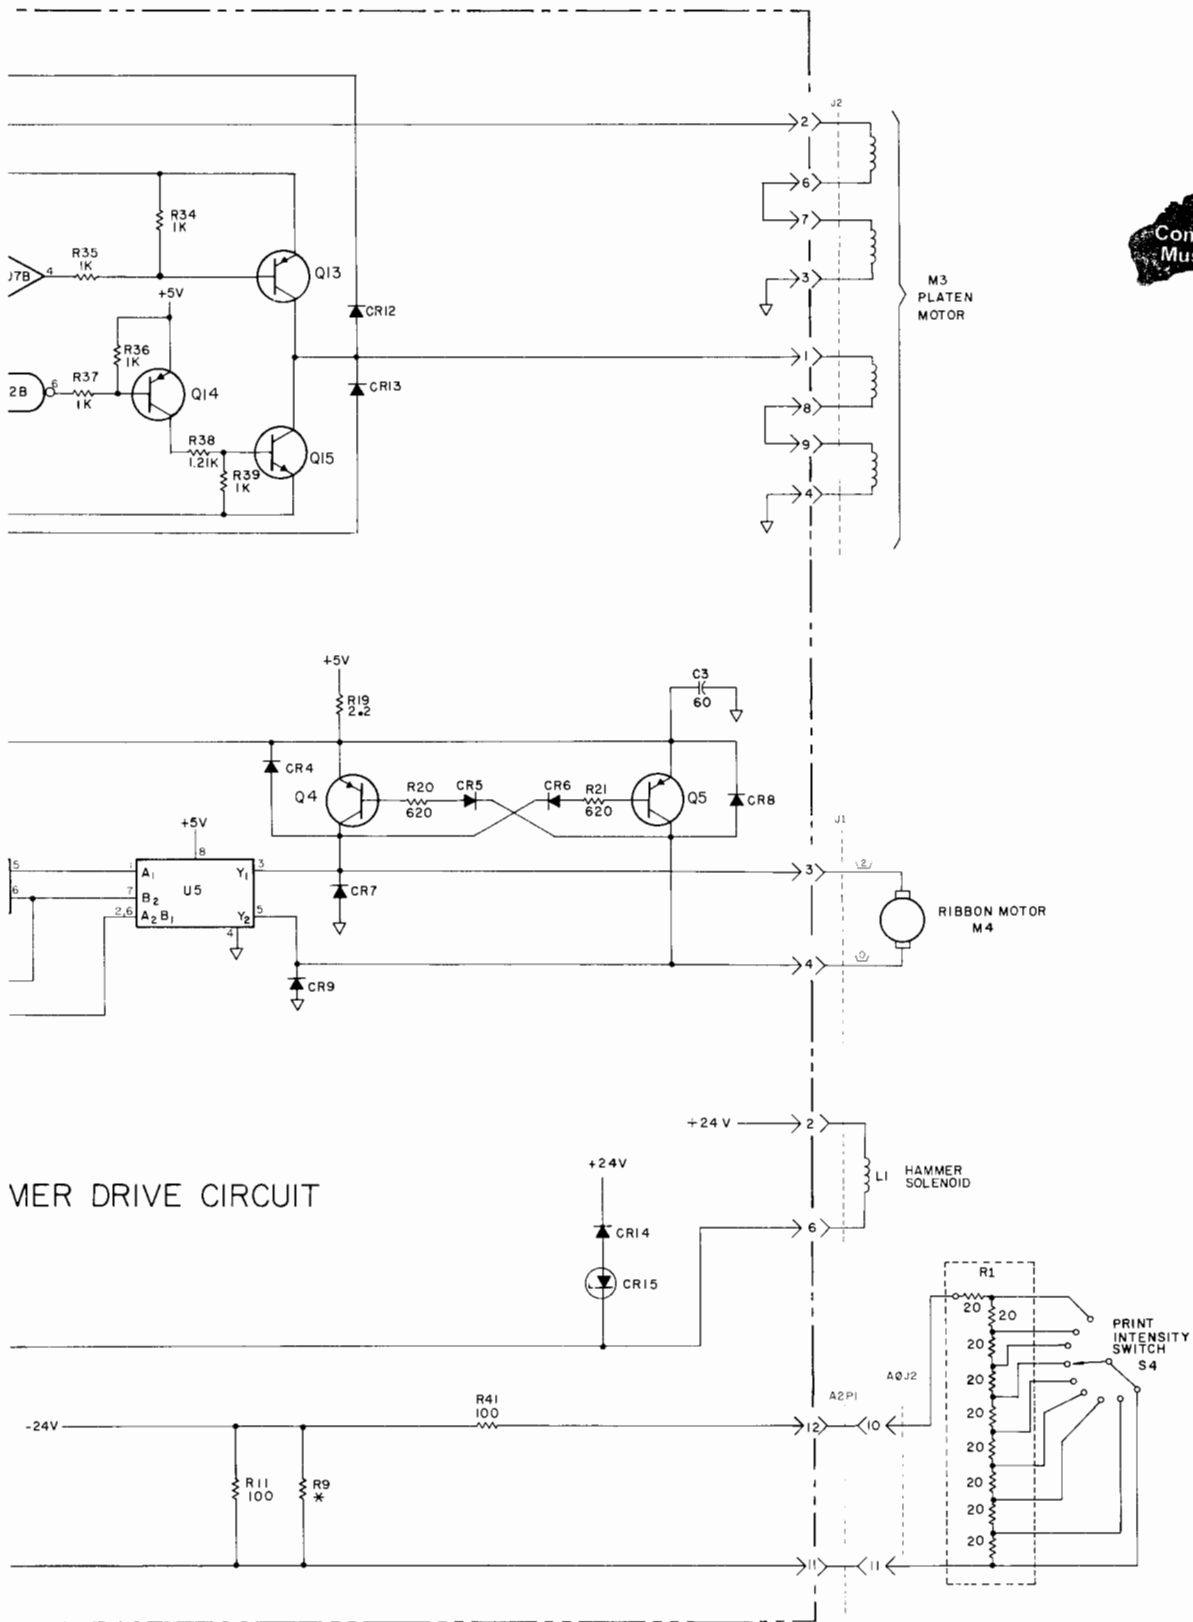 J2
2
6
7
3
1
8
9
4
M3
PLATEN
MOTOR
R34
1K
R35
1K
07B
4
Q13
+5V
R36
1K
R37
1K
2B
6
Q14
R38
1.21K
R39
1K
Q15
CR12
CR13
+5V
R19
2.2
C3
60
CR4
Q4
R20
620
CR5
CR6
R21
620
Q5
CR8
+5V
8
5
1
A1
Y1
3
6
7
B2
U5
2,6
A2 B1
Y2
5
4
CR7
CR9
J1
3
2
4
0
RIBBON MOTOR
M4
+24V
2
L1
HAMMER
SOLENOID
6
MER DRIVE CIRCUIT
+24V
CR14
CR15
R1
20
20
20
20
20
20
20
20
20
PRINT
INTENSITY
SWITCH
S4
A2P1
A0J2
-24V
R41
100
12
10
R11
100
R9
*
11
11